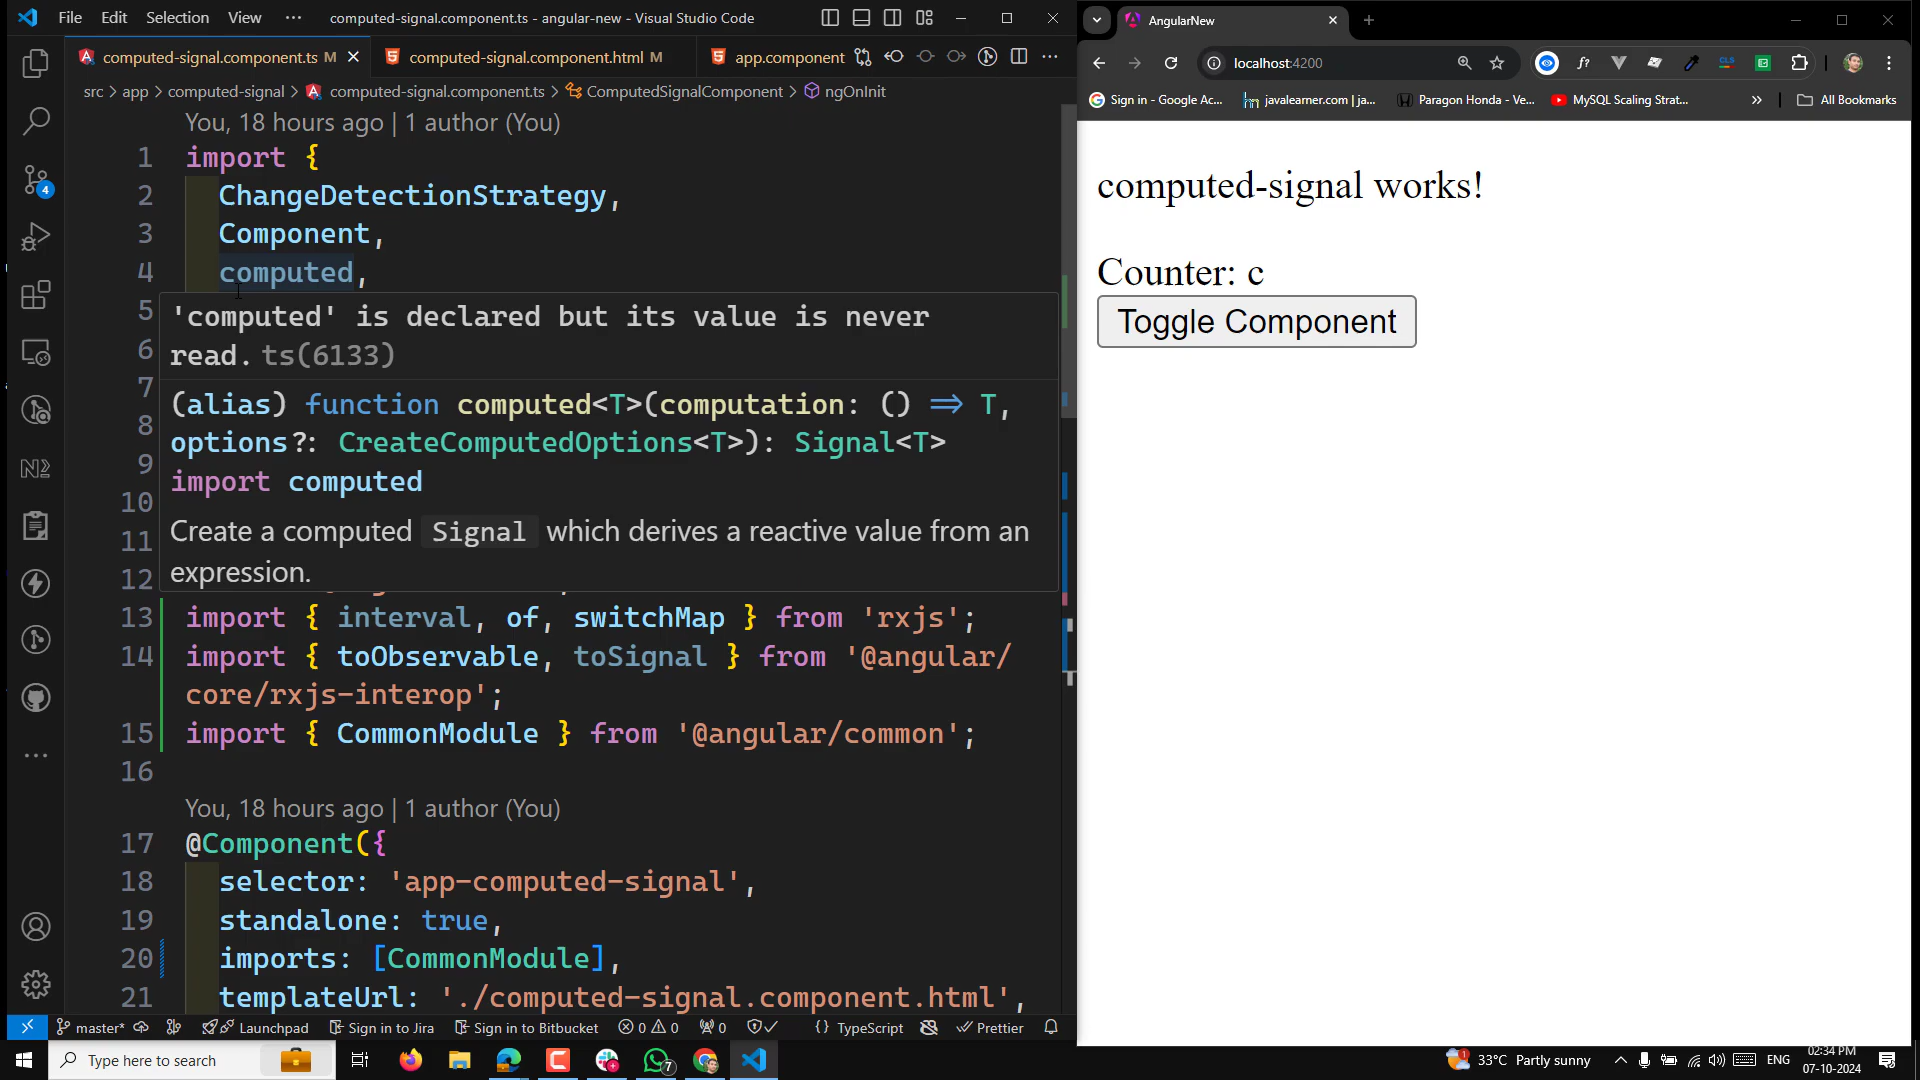 File Edit Selection View ··· computed-signal.component.ts - angular-new - Visual Studio Code
computed-signal.component.ts M computed-signal.component.html M app.component
src > app > computed-signal > computed-signal.component.ts > ComputedSignalComponent > ngOnInit
You, 18 hours ago | 1 author (You)
1 import {
2 ChangeDetectionStrategy,
3 Component,
4 computed,
5
6
7
8
9
10
11
12
'computed' is declared but its value is never
read. ts(6133)
(alias) function computed<T>(computation: () => T,
options?: CreateComputedOptions<T>): Signal<T>
import computed
Create a computed Signal which derives a reactive value from an
expression.
13 import { interval, of, switchMap } from 'rxjs';
14 import { toObservable, toSignal } from '@angular/
core/rxjs-interop';
15 import { CommonModule } from '@angular/common';
16
You, 18 hours ago | 1 author (You)
17 @Component({
18 selector: 'app-computed-signal',
19 standalone: true,
20 imports: [CommonModule],
21 templateUrl: './computed-signal.component.html',
4
master* Launchpad Sign in to Jira Sign in to Bitbucket 0 0 0 {} TypeScript Prettier
AngularNew
localhost:4200
Sign in - Google Ac... javalearner.com | ja... Paragon Honda - Ve... MySQL Scaling Strat... » All Bookmarks
computed-signal works!
Counter: c
Toggle Component
Type here to search 7 33°C Partly sunny ENG 02:34 PM
07-10-2024